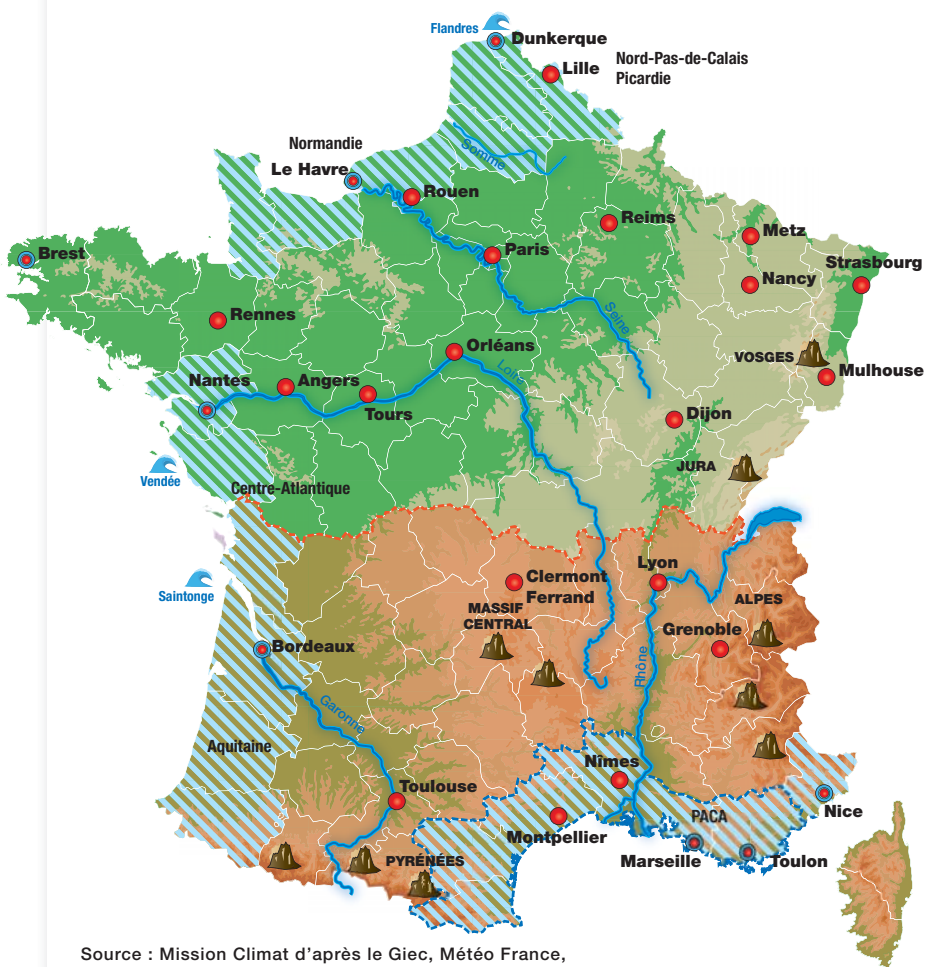 Flandres
Dunkerque
Lille
Nord-Pas-de-Calais
Picardie
Normandie
Le Havre
Somme
Rouen
Reims
Metz
Brest
Paris
Strasbourg
Nancy
Rennes
Seine
Orléans
VOSGES
Loire
Mulhouse
Nantes
Angers
Tours
Dijon
JURA
Vendée
Centre-Atlantique
Lyon
Clermont
Ferrand
Saintonge
ALPES
MASSIF
CENTRAL
Grenoble
Bordeaux
Rhône
Garonne
Aquitaine
Nîmes
Toulouse
PACA
Nice
Montpellier
Marseille
Toulon
PYRÉNÉES
Source : Mission Climat d'après le Giec, Météo France,